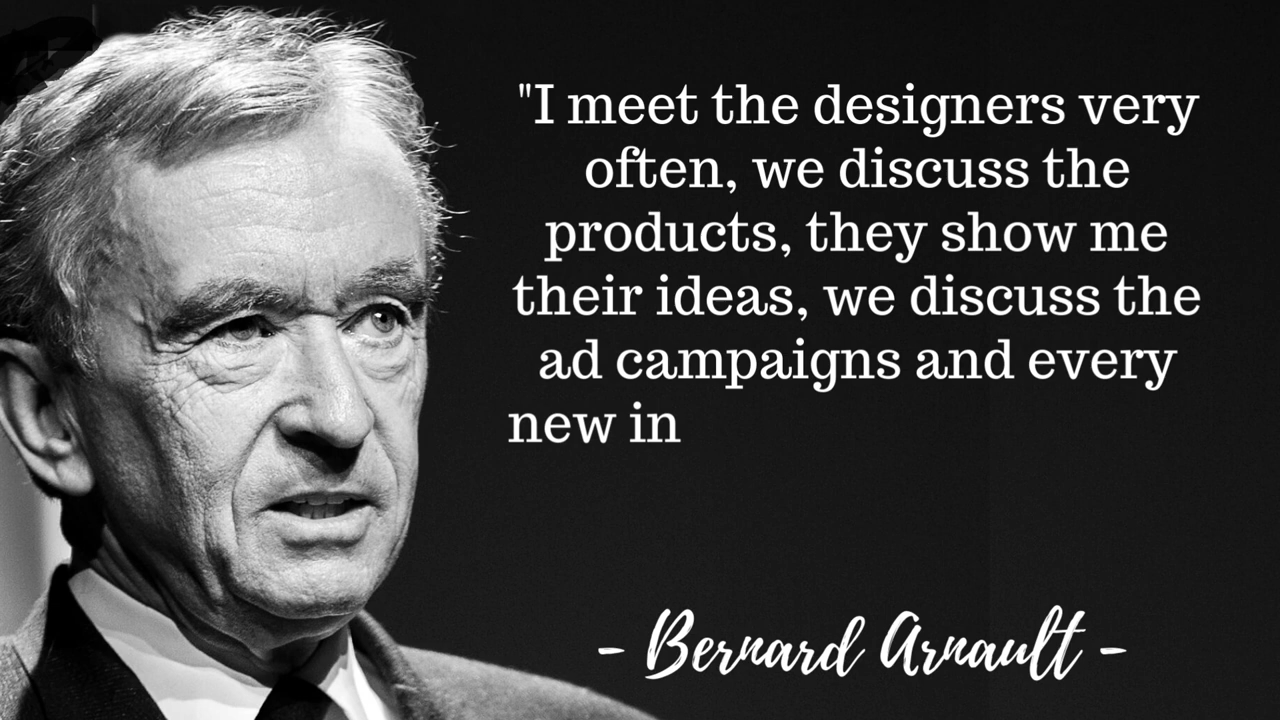 "I meet the designers very
often, we discuss the
products, they show me
their ideas, we discuss the
ad campaigns and every
new in
- Bernard Arnault -